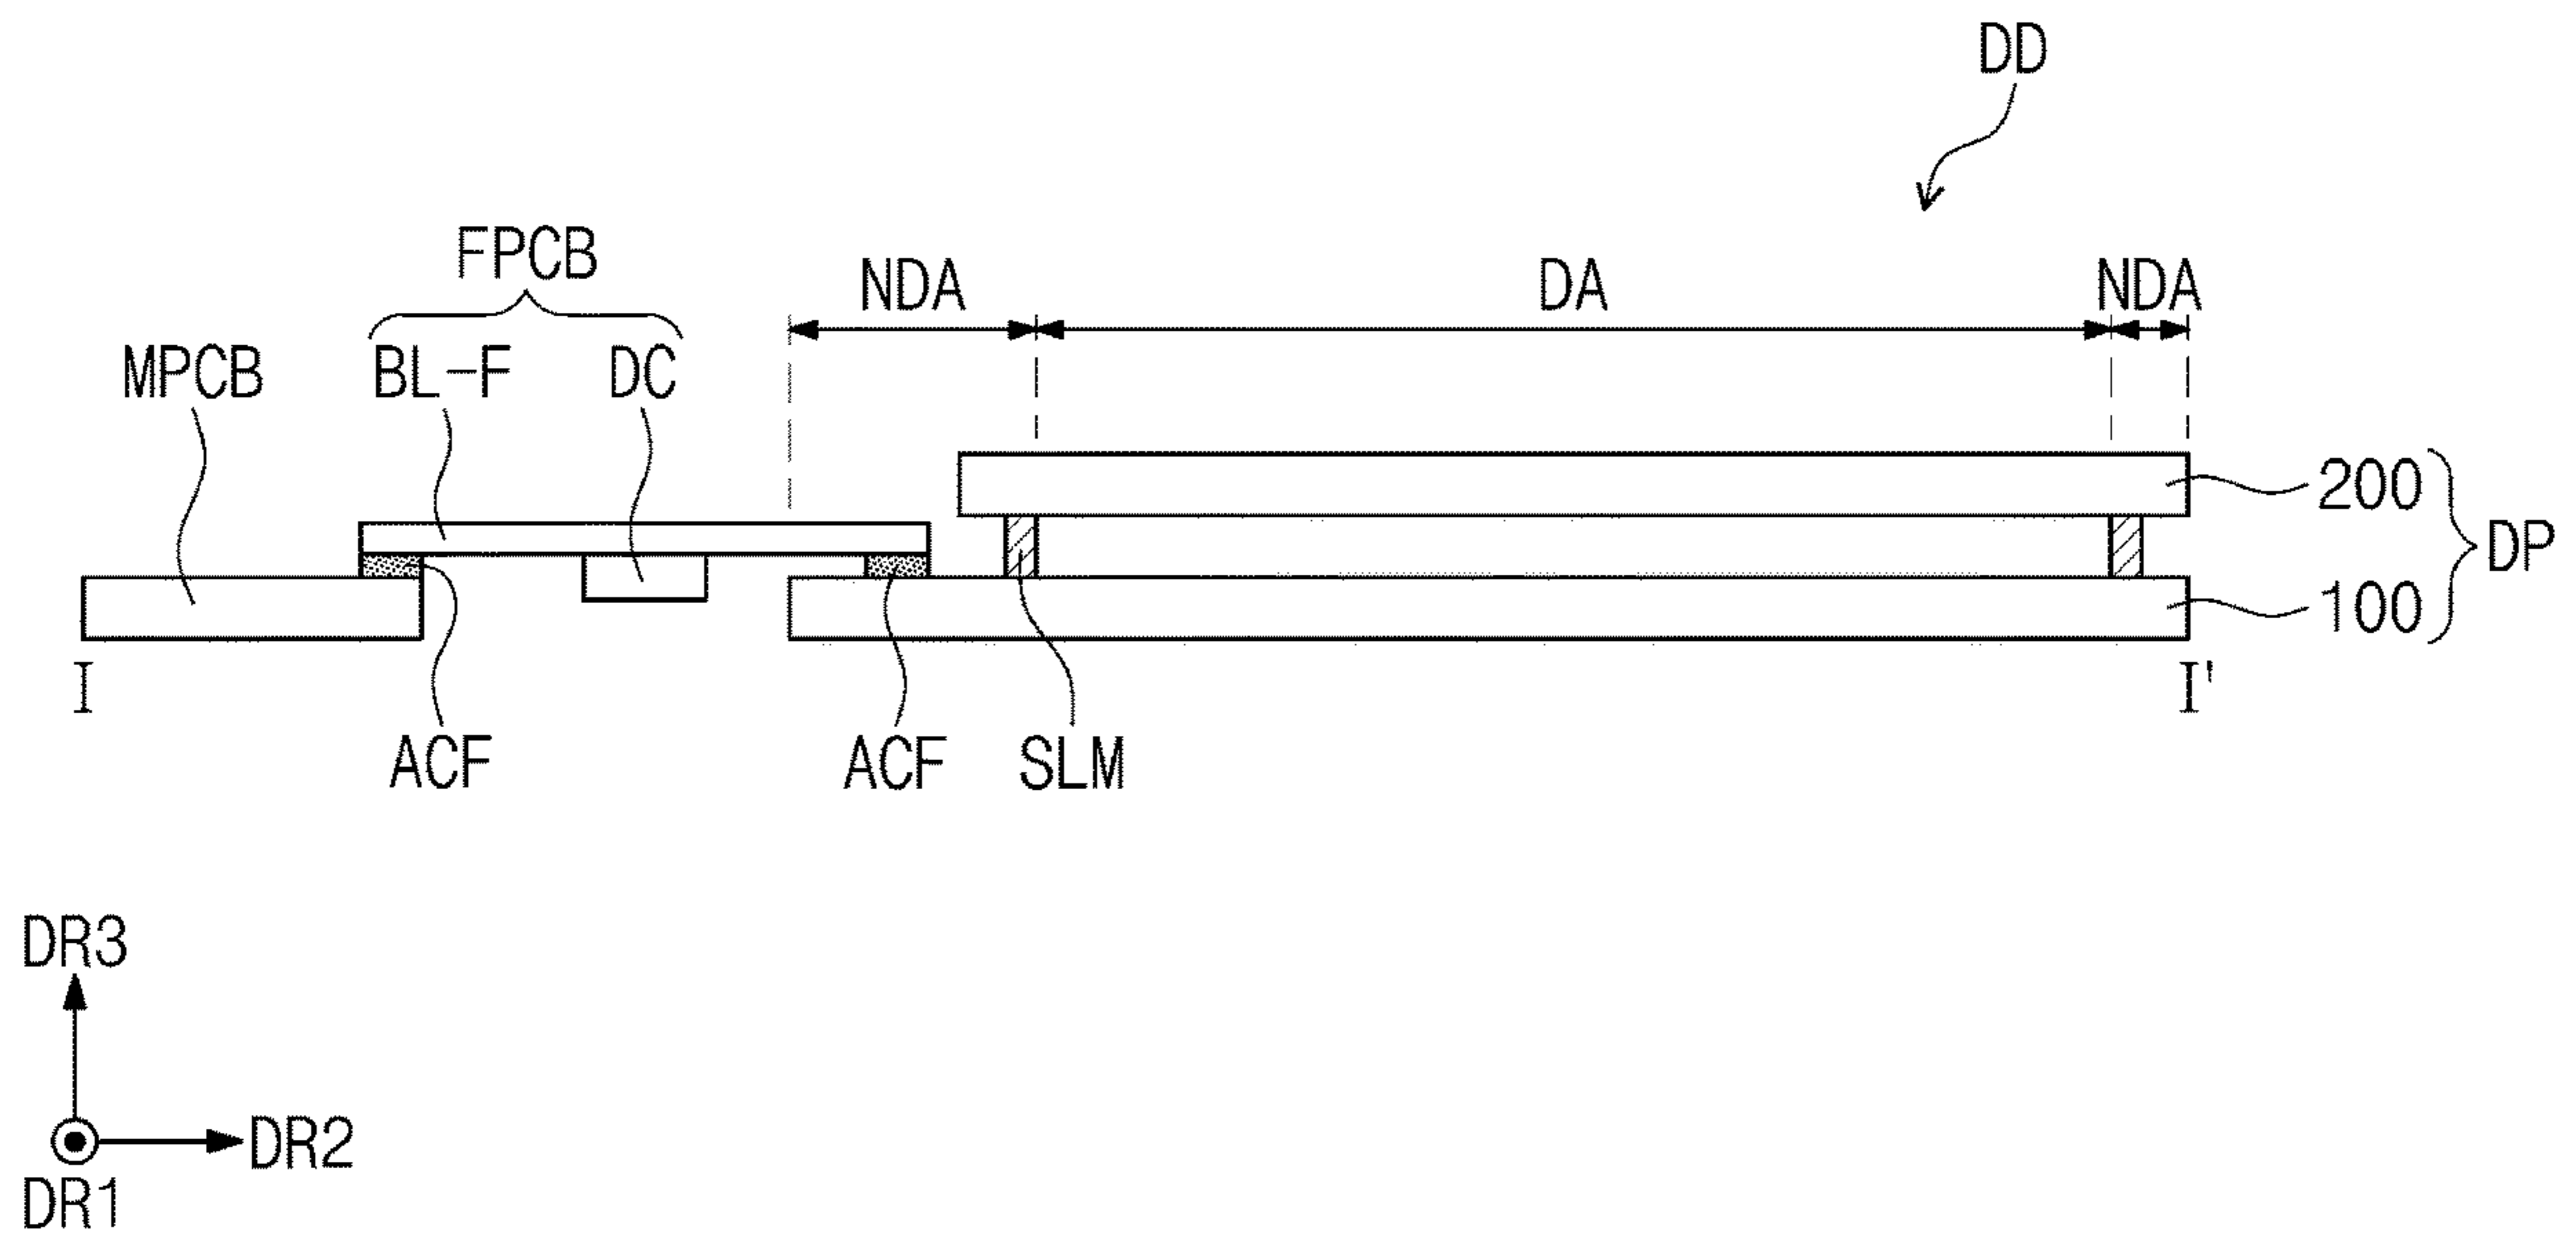 DD
FPCB
NDA DA NDA
MPCB BL-F DC
200
DP
100
I I'
ACF ACF SLM
DR3
DR2
DR1